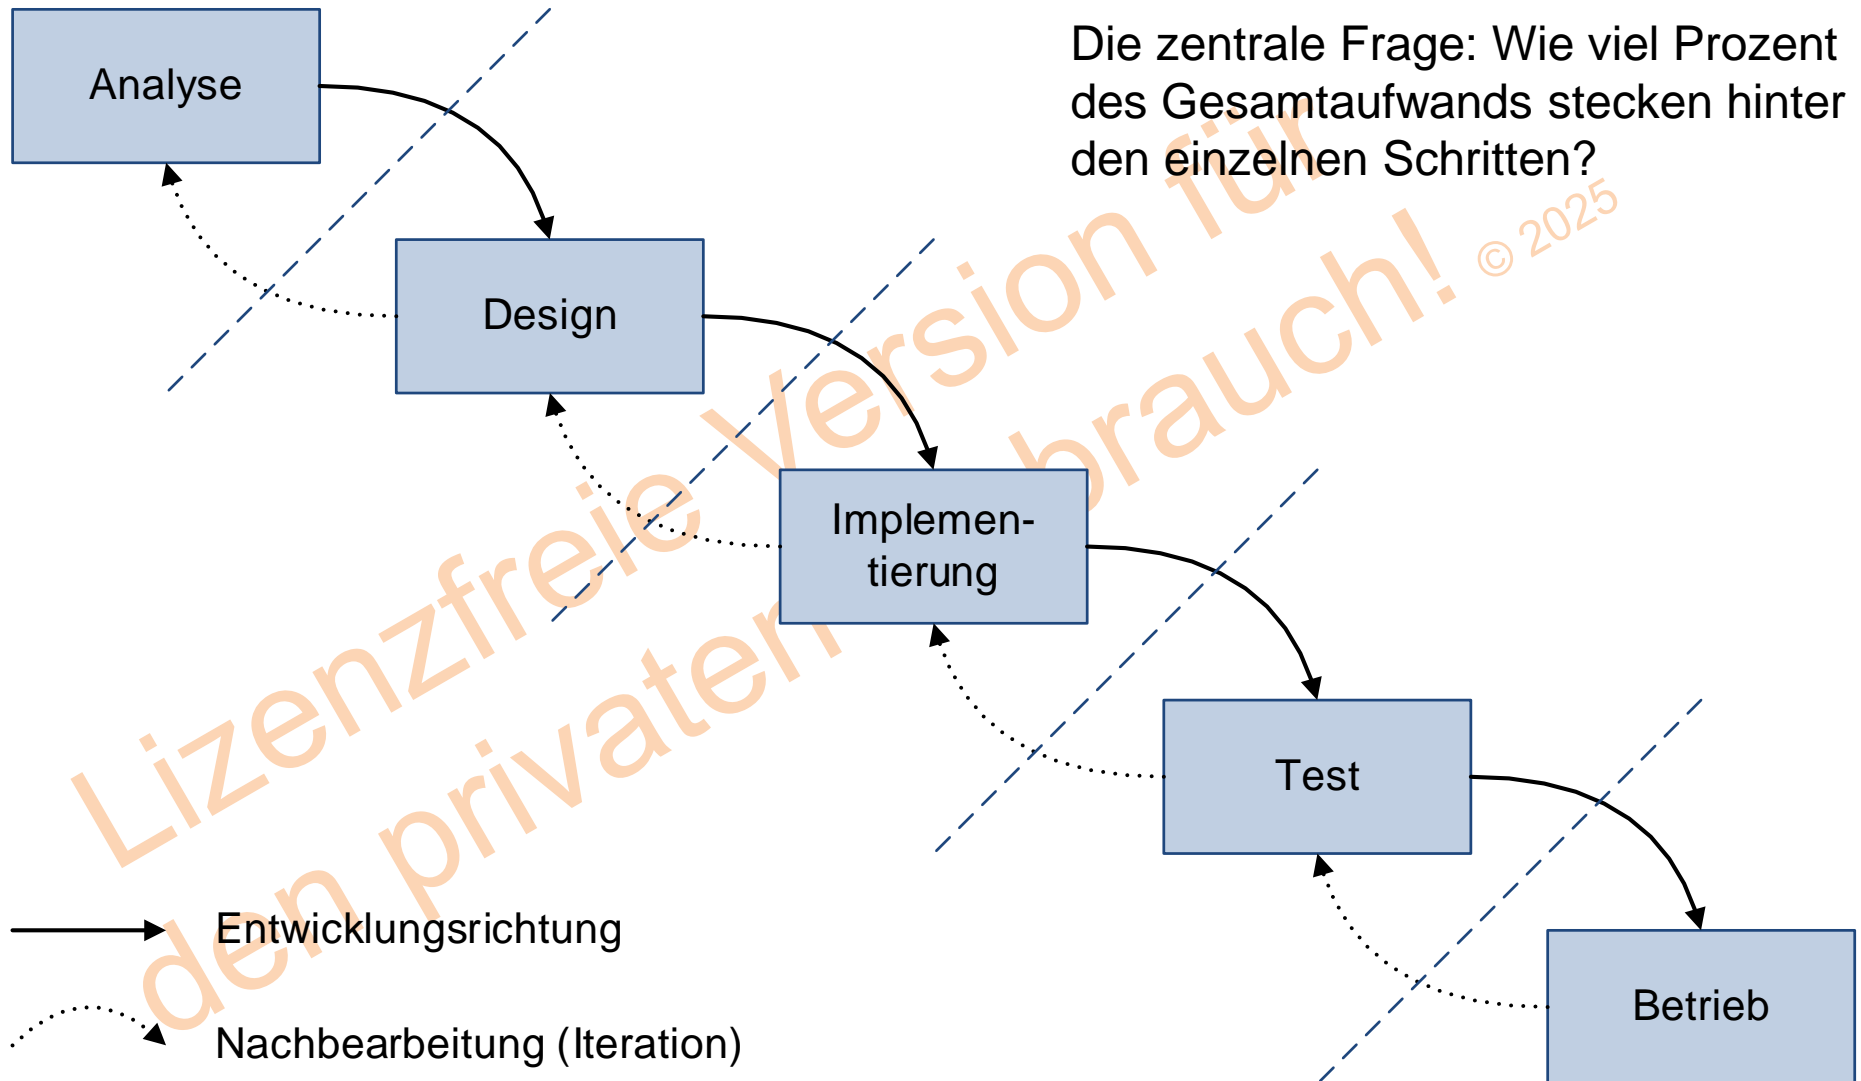 Die zentrale Frage: Wie viel Prozent
des Gesamtaufwands stecken hinter
den einzelnen Schritten?
Analyse
Design
Implemen-
tierung
Test
Betrieb
Entwicklungsrichtung
Nachbearbeitung (Iteration)
Lizenzfreie Version für
den privaten brauch! © 2025